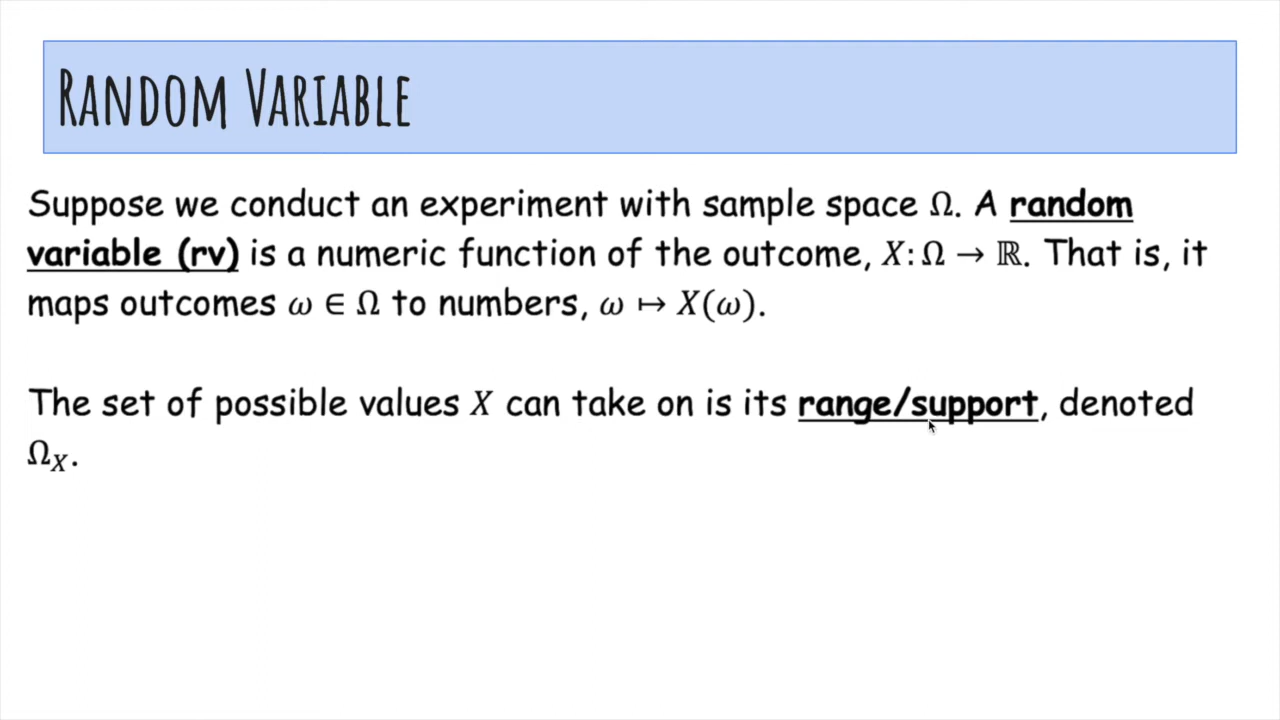 RANDOM VARIABLE
Suppose we conduct an experiment with sample space Ω. A random
variable (rv) is a numeric function of the outcome, X: Ω → ℝ. That is, it
maps outcomes ω ∈ Ω to numbers, ω ↦ X(ω).
The set of possible values X can take on is its range/support, denoted
Ω_X.